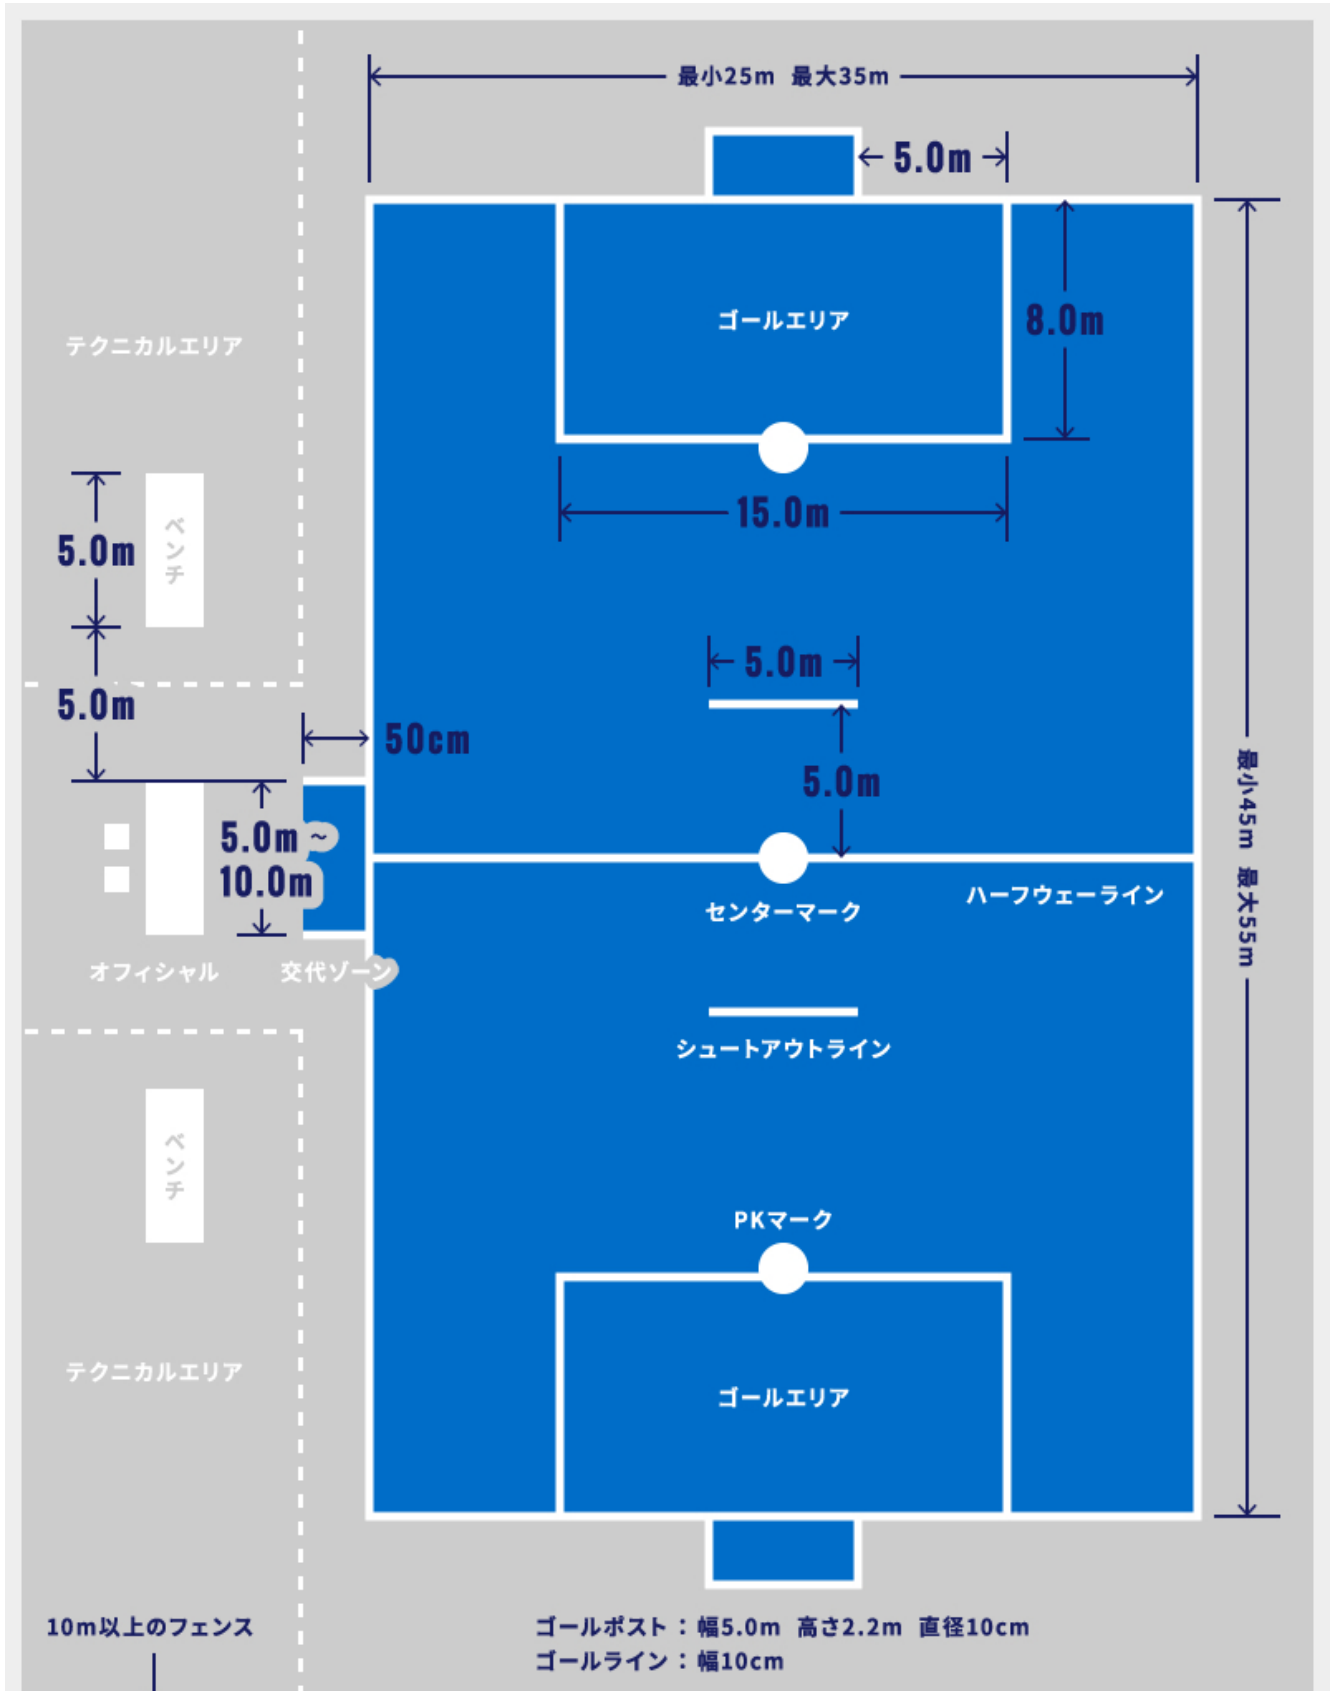 最小25m 最大35m
5.0m
ゴールエリア
8.0m
テクニカルエリア
15.0m
ベンチ
5.0m
5.0m
5.0m
50cm
5.0m
最小45m 最大55m
5.0m~
10.0m
ハーフウェーライン
センターマーク
オフィシャル
交代ゾーン
シュートアウトライン
ベンチ
PKマーク
テクニカルエリア
ゴールエリア
10m以上のフェンス
ゴールポスト：幅5.0m 高さ2.2m 直径10cm
ゴールライン：幅10cm